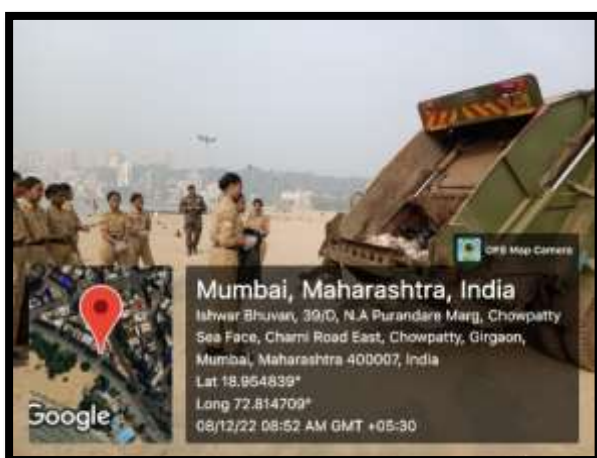 GPS Map Camera
Mumbai, Maharashtra, India
Ishwar Bhuvan, 39/D, N.A Purandare Marg, Chowpatty
Sea Face, Charni Road East, Chowpatty, Girgaon,
Mumbai, Maharashtra 400007, India
Lat 18.954839°
Long 72.814709°
08/12/22 08:52 AM GMT +05:30
Google